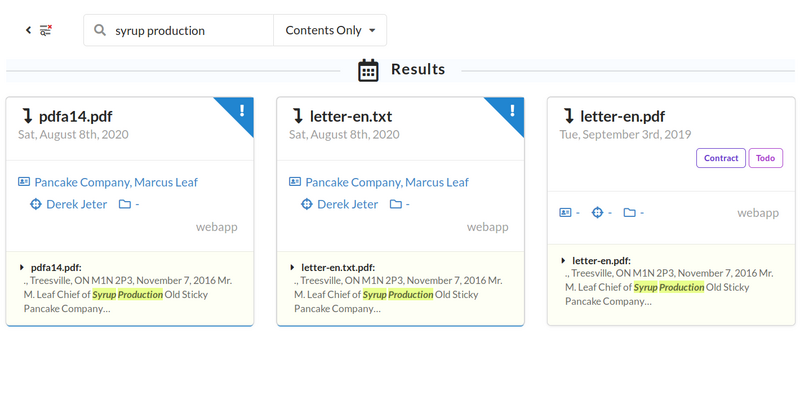 syrup production
Contents Only
Results
pdfa14.pdf
Sat, August 8th, 2020
Pancake Company, Marcus Leaf
Derek Jeter -
webapp
pdfa14.pdf:
., Treesville, ON M1N 2P3, November 7, 2016 Mr.
M. Leaf Chief of Syrup Production Old Sticky
Pancake Company…
letter-en.txt
Sat, August 8th, 2020
Pancake Company, Marcus Leaf
Derek Jeter -
webapp
letter-en.txt.pdf:
., Treesville, ON M1N 2P3, November 7, 2016 Mr.
M. Leaf Chief of Syrup Production Old Sticky
Pancake Company…
letter-en.pdf
Tue, September 3rd, 2019
Contract Todo
- - -
webapp
letter-en.pdf:
., Treesville, ON M1N 2P3, November 7, 2016 Mr.
M. Leaf Chief of Syrup Production Old Sticky
Pancake Company…